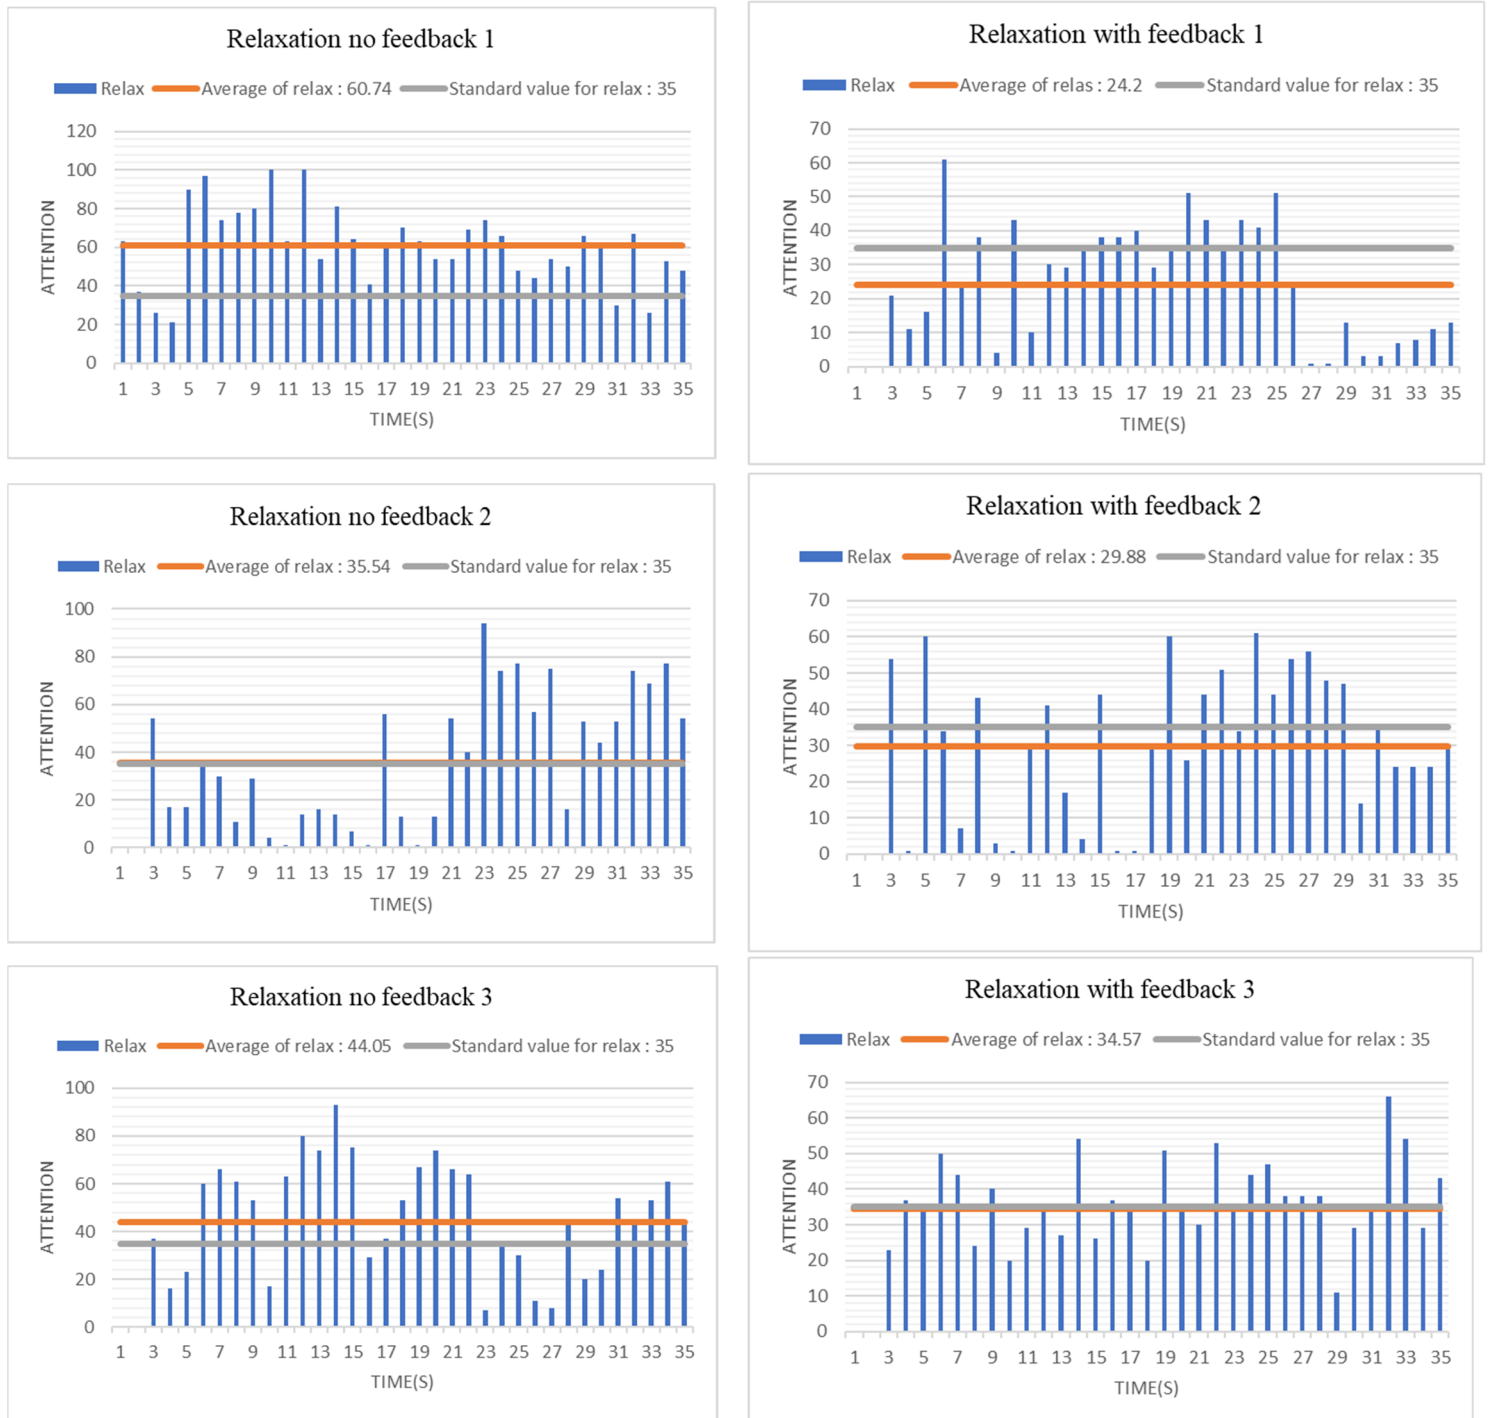 Relaxation no feedback 1
Relax Average of relax : 60.74 Standard value for relax : 35
120
100
80
60
40
20
0
ATTENTION
1 3 5 7 9 11 13 15 17 19 21 23 25 27 29 31 33 35
TIME(S)
Relaxation with feedback 1
Relax Average of relas : 24.2 Standard value for relax : 35
70
60
50
40
30
20
10
0
ATTENTION
1 3 5 7 9 11 13 15 17 19 21 23 25 27 29 31 33 35
TIME(S)
Relaxation no feedback 2
Relax Average of relax : 35.54 Standard value for relax : 35
100
80
60
40
20
0
ATTENTION
1 3 5 7 9 11 13 15 17 19 21 23 25 27 29 31 33 35
TIME(S)
Relaxation with feedback 2
Relax Average of relax : 29.88 Standard value for relax : 35
70
60
50
40
30
20
10
0
ATTENTION
1 3 5 7 9 11 13 15 17 19 21 23 25 27 29 31 33 35
TIME(S)
Relaxation no feedback 3
Relax Average of relax : 44.05 Standard value for relax : 35
100
80
60
40
20
0
ATTENTION
1 3 5 7 9 11 13 15 17 19 21 23 25 27 29 31 33 35
TIME(S)
Relaxation with feedback 3
Relax Average of relax : 34.57 Standard value for relax : 35
70
60
50
40
30
20
10
0
ATTENTION
1 3 5 7 9 11 13 15 17 19 21 23 25 27 29 31 33 35
TIME(S)